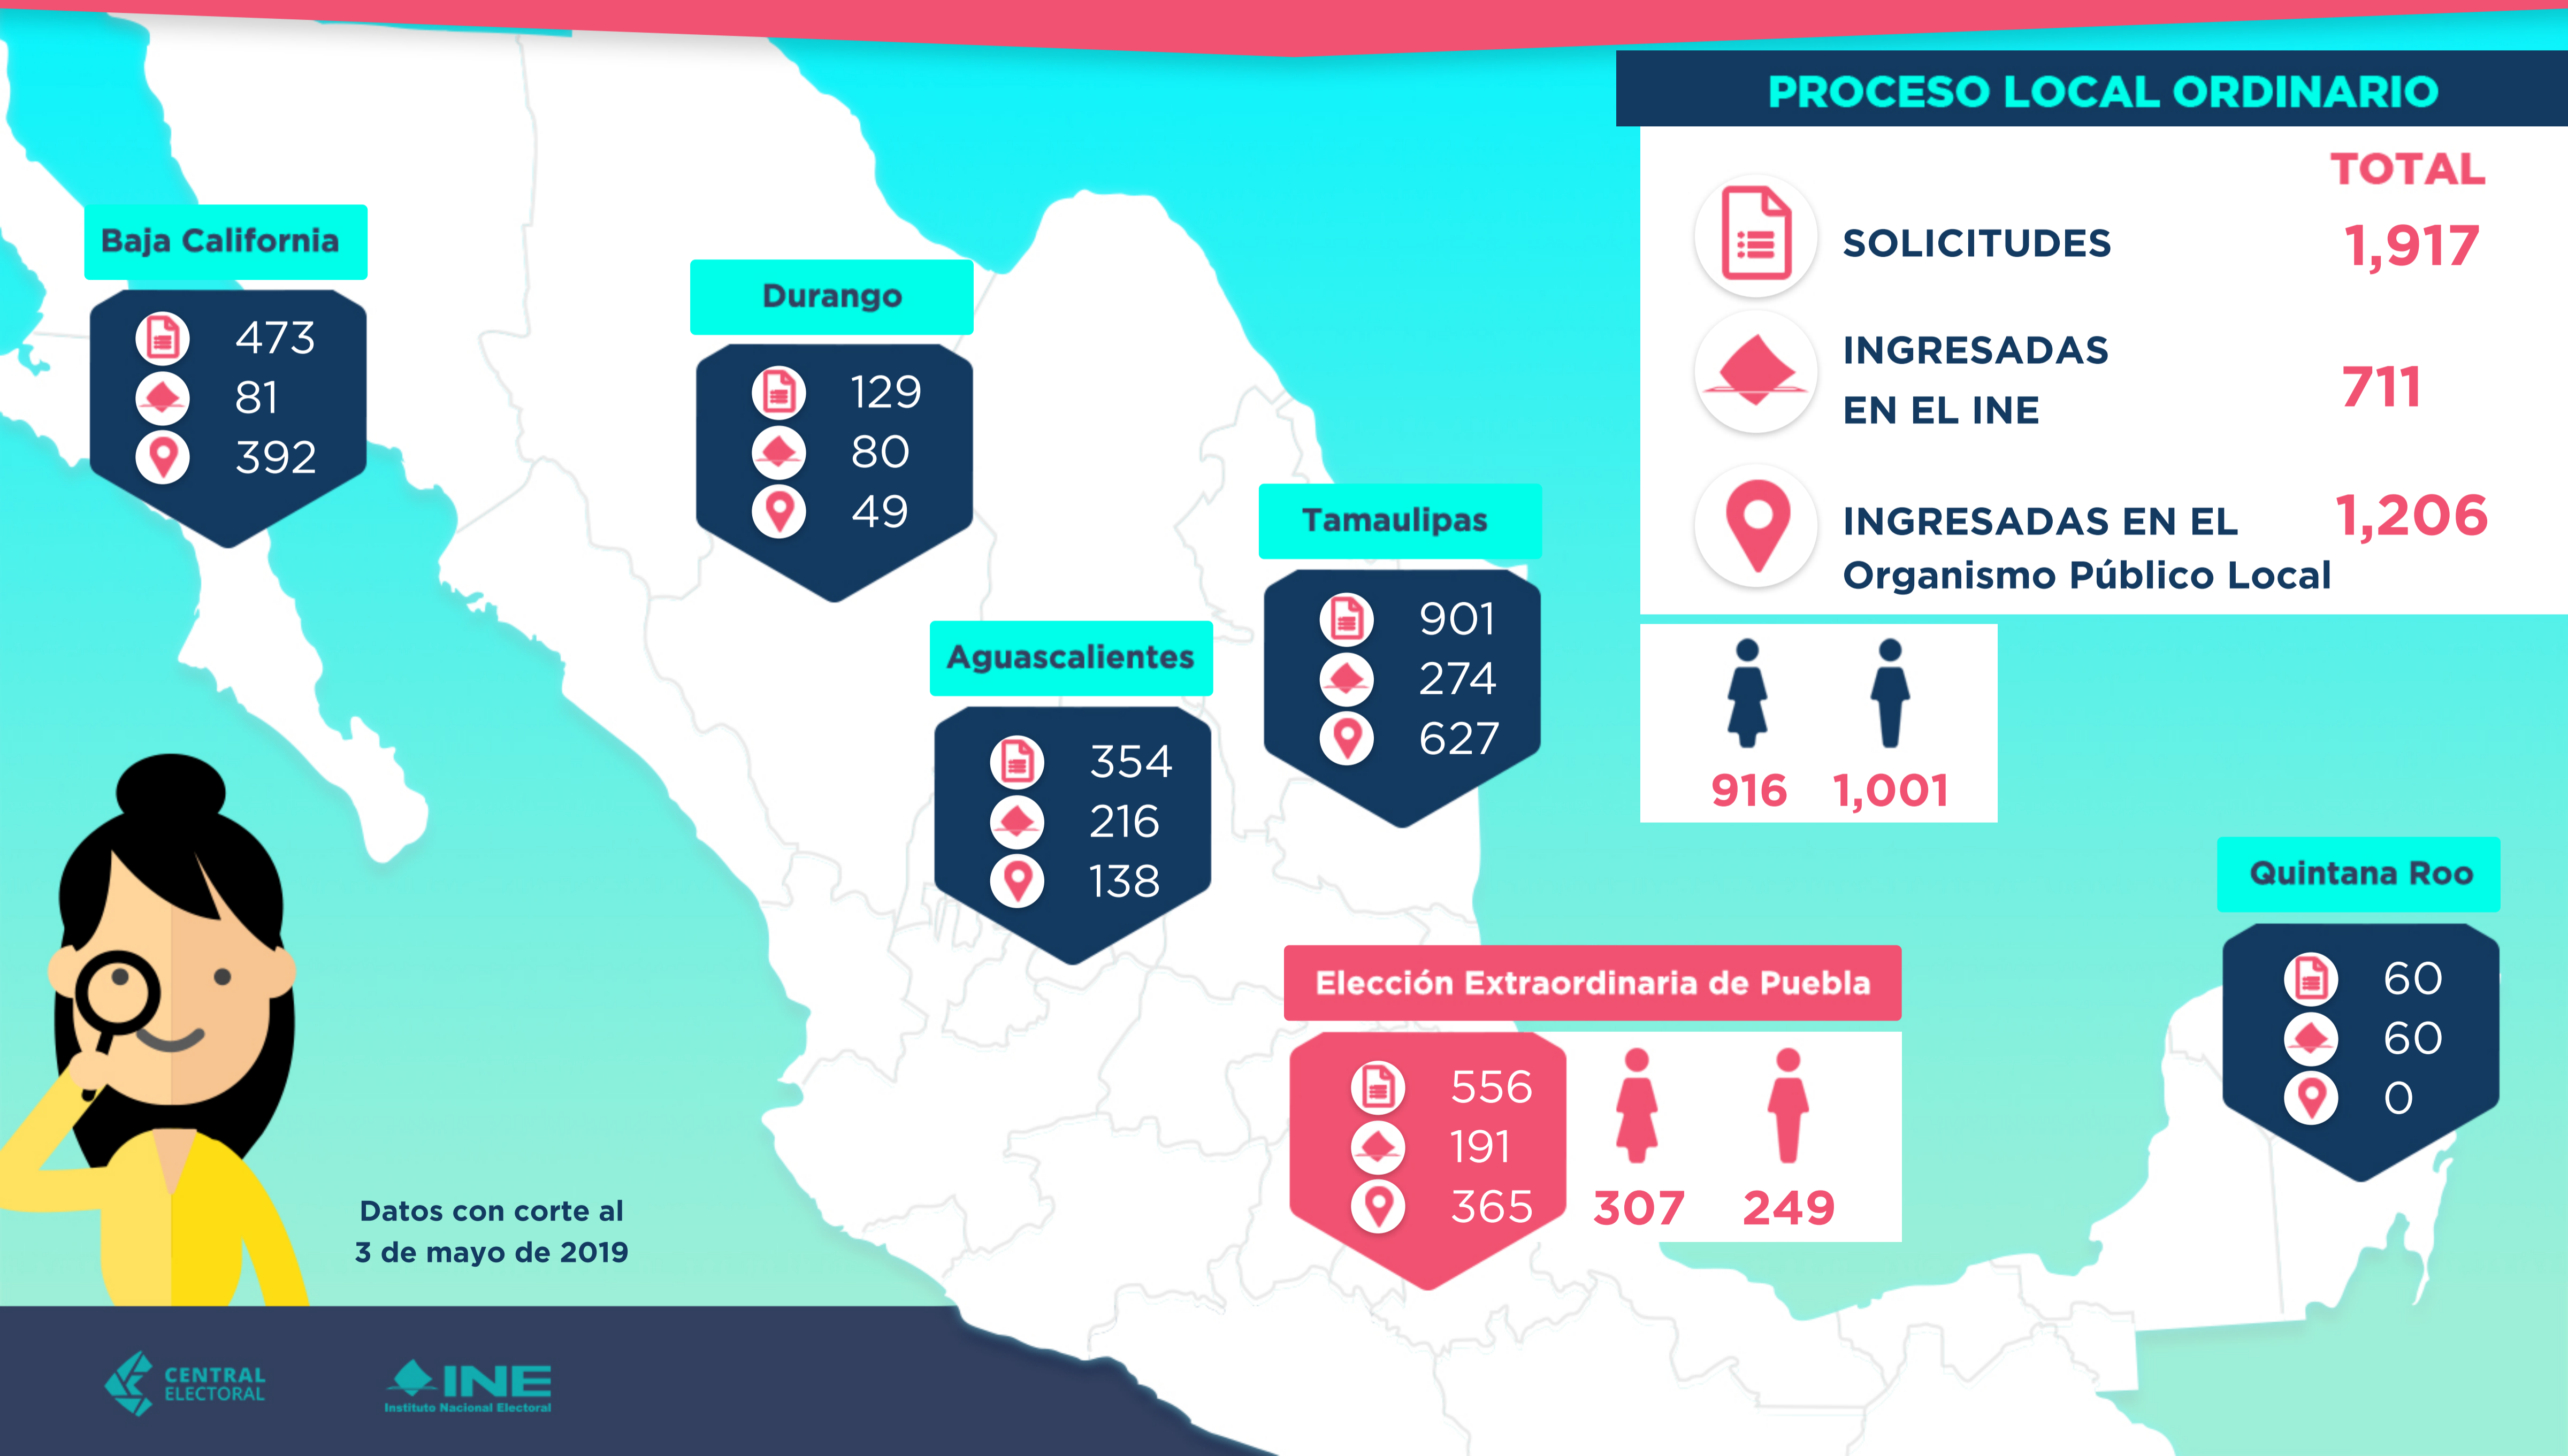 PROCESO LOCAL ORDINARIO
TOTAL
SOLICITUDES 1,917
INGRESADAS
EN EL INE 711
INGRESADAS EN EL 1,206
Organismo Público Local
916 1,001
Baja California
473
81
392
Durango
129
80
49
Tamaulipas
901
274
627
Aguascalientes
354
216
138
Quintana Roo
60
60
0
Elección Extraordinaria de Puebla
556
191
365
307 249
Datos con corte al
3 de mayo de 2019
CENTRAL
ELECTORAL
INE
Instituto Nacional Electoral